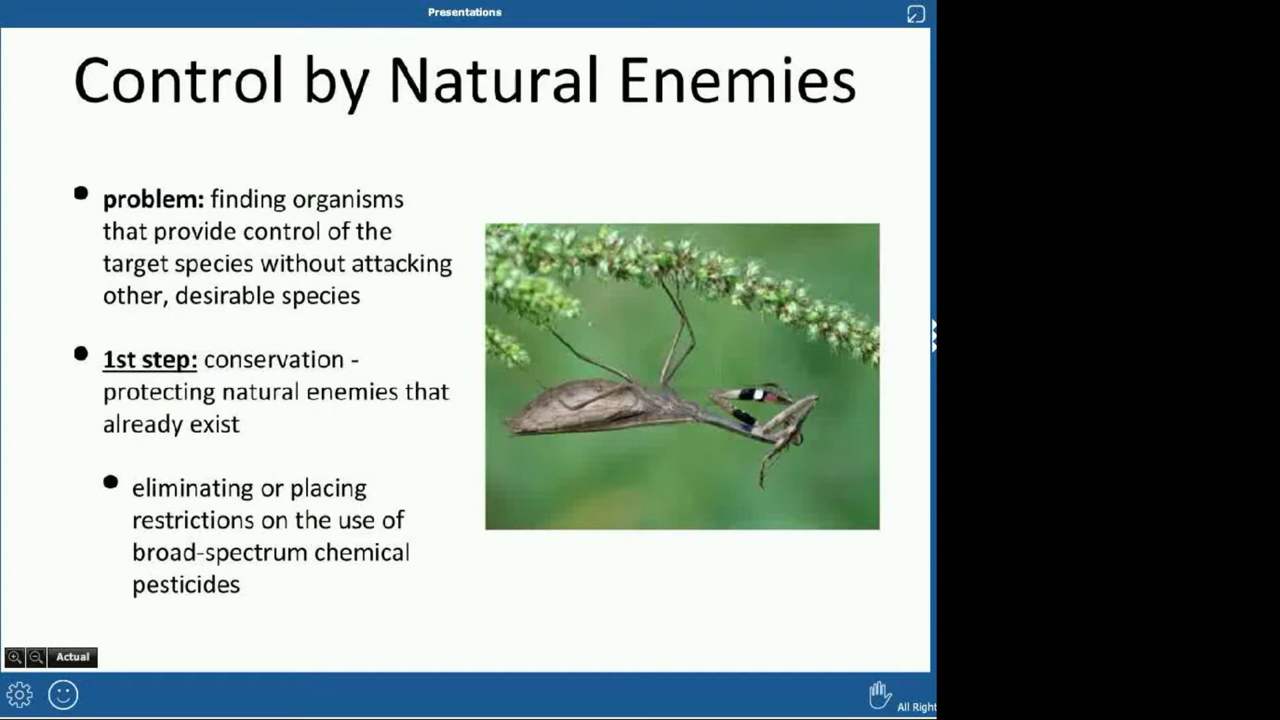 Presentations
Control by Natural Enemies
problem: finding organisms
that provide control of the
target species without attacking
other, desirable species
1st step: conservation -
protecting natural enemies that
already exist
eliminating or placing
restrictions on the use of
broad-spectrum chemical
pesticides
Actual
All Right